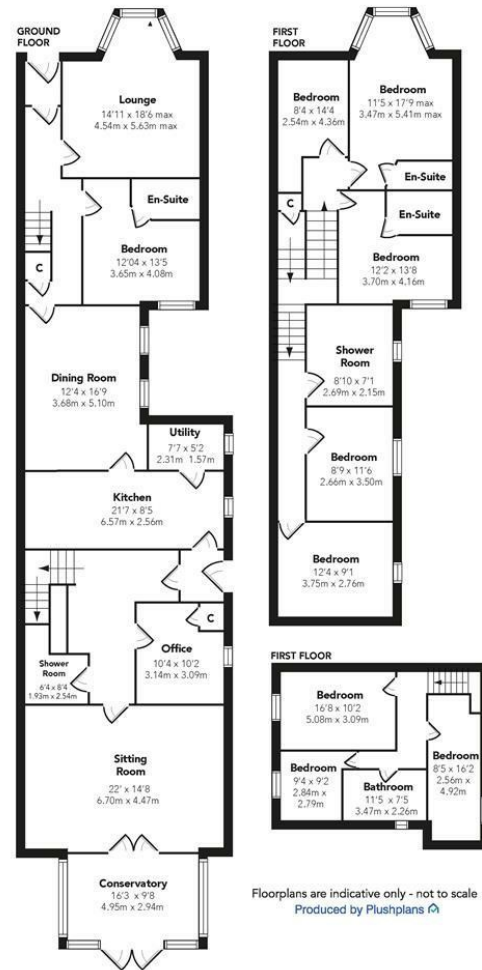 GROUND
FLOOR
Lounge
14'11 x 18'6 max
4.54m x 5.63m max
En-Suite
Bedroom
12'04 x 13'5
3.65m x 4.08m
C
Dining Room
12'4 x 16'9
3.68m x 5.10m
Utility
7'7 x 5'2
2.31m 1.57m
Kitchen
21'7 x 8'5
6.57m x 2.56m
C
Office
10'4 x 10'2
3.14m x 3.09m
Shower
Room
6'4 x 8'4
1.93m x 2.54m
Sitting
Room
22' x 14'8
6.70m x 4.47m
Conservatory
16'3 x 9'8
4.95m x 2.94m
FIRST
FLOOR
Bedroom
8'4 x 14'4
2.54m x 4.36m
Bedroom
11'5 x 17'9 max
3.47m x 5.41m max
En-Suite
C
En-Suite
Bedroom
12'2 x 13'8
3.70m x 4.16m
Shower
Room
8'10 x 7'1
2.69m x 2.15m
Bedroom
8'9 x 11'6
2.66m x 3.50m
Bedroom
12'4 x 9'1
3.75m x 2.76m
FIRST FLOOR
Bedroom
16'8 x 10'2
5.08m x 3.09m
Bedroom
9'4 x 9'2
2.84m x
2.79m
Bathroom
11'5 x 7'5
3.47m x 2.26m
Bedroom
8'5 x 16'2
2.56m x
4.92m
Floorplans are indicative only - not to scale
Produced by Plushplans